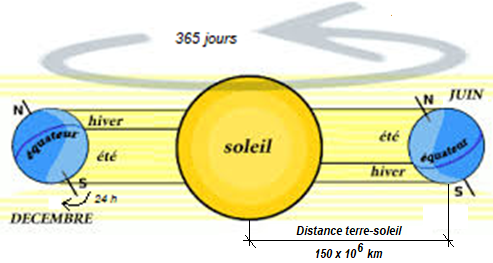 365 jours
N
hiver
équateur
été
S
24 h
DECEMBRE
soleil
N
JUIN
été
équateur
hiver
S
Distance terre-soleil
150 x 10⁶ km